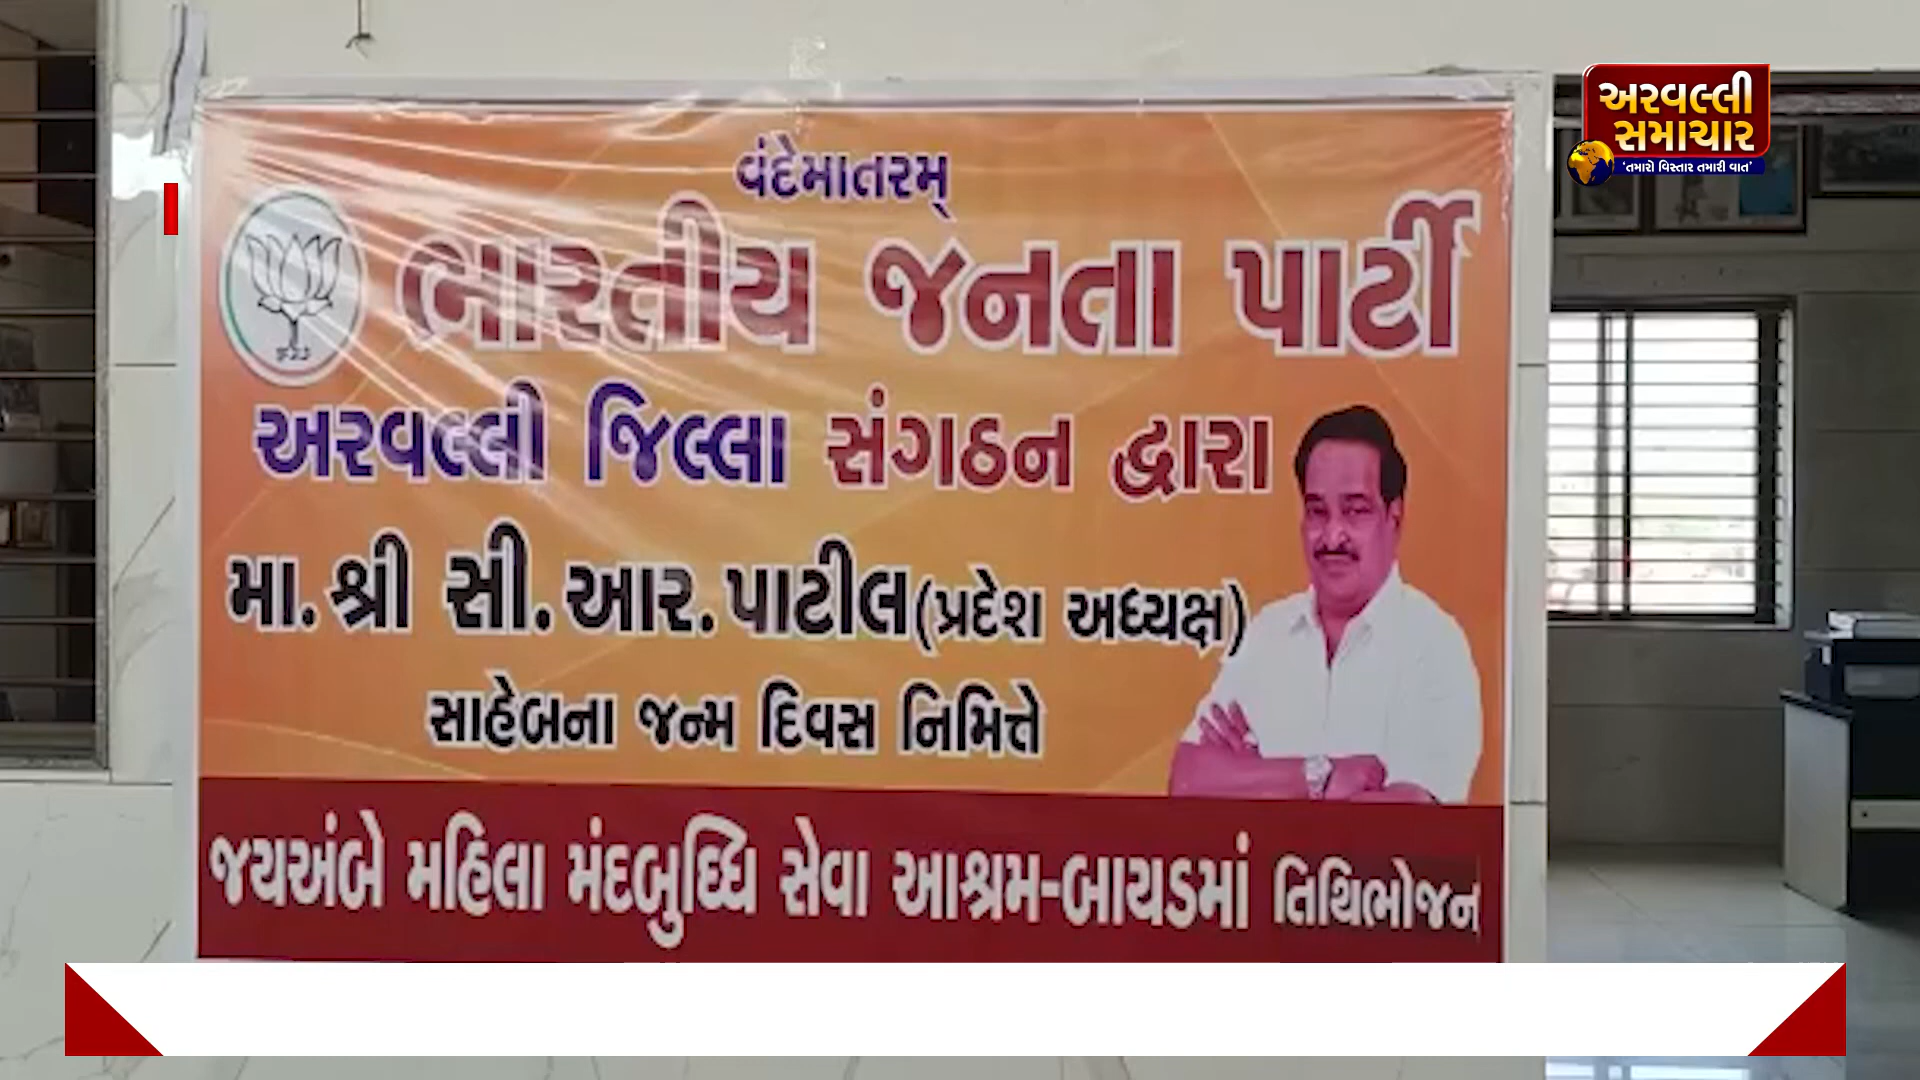 અરવલ્લી
સમાચાર
'તમારો વિસ્તાર તમારી વાત'
વંદેમાતરમ્
ભારતીય જનતા પાર્ટી
અરવલ્લી જિલ્લા સંગઠન દ્વારા
મા. શ્રી સી. આર. પાટીલ (પ્રદેશ અધ્યક્ષ)
સાહેબના જન્મ દિવસ નિમિત્તે
જયઅંબે મહિલા મંદબુધ્ધિ સેવા આશ્રમ-બાયડમાં તિથિભોજન